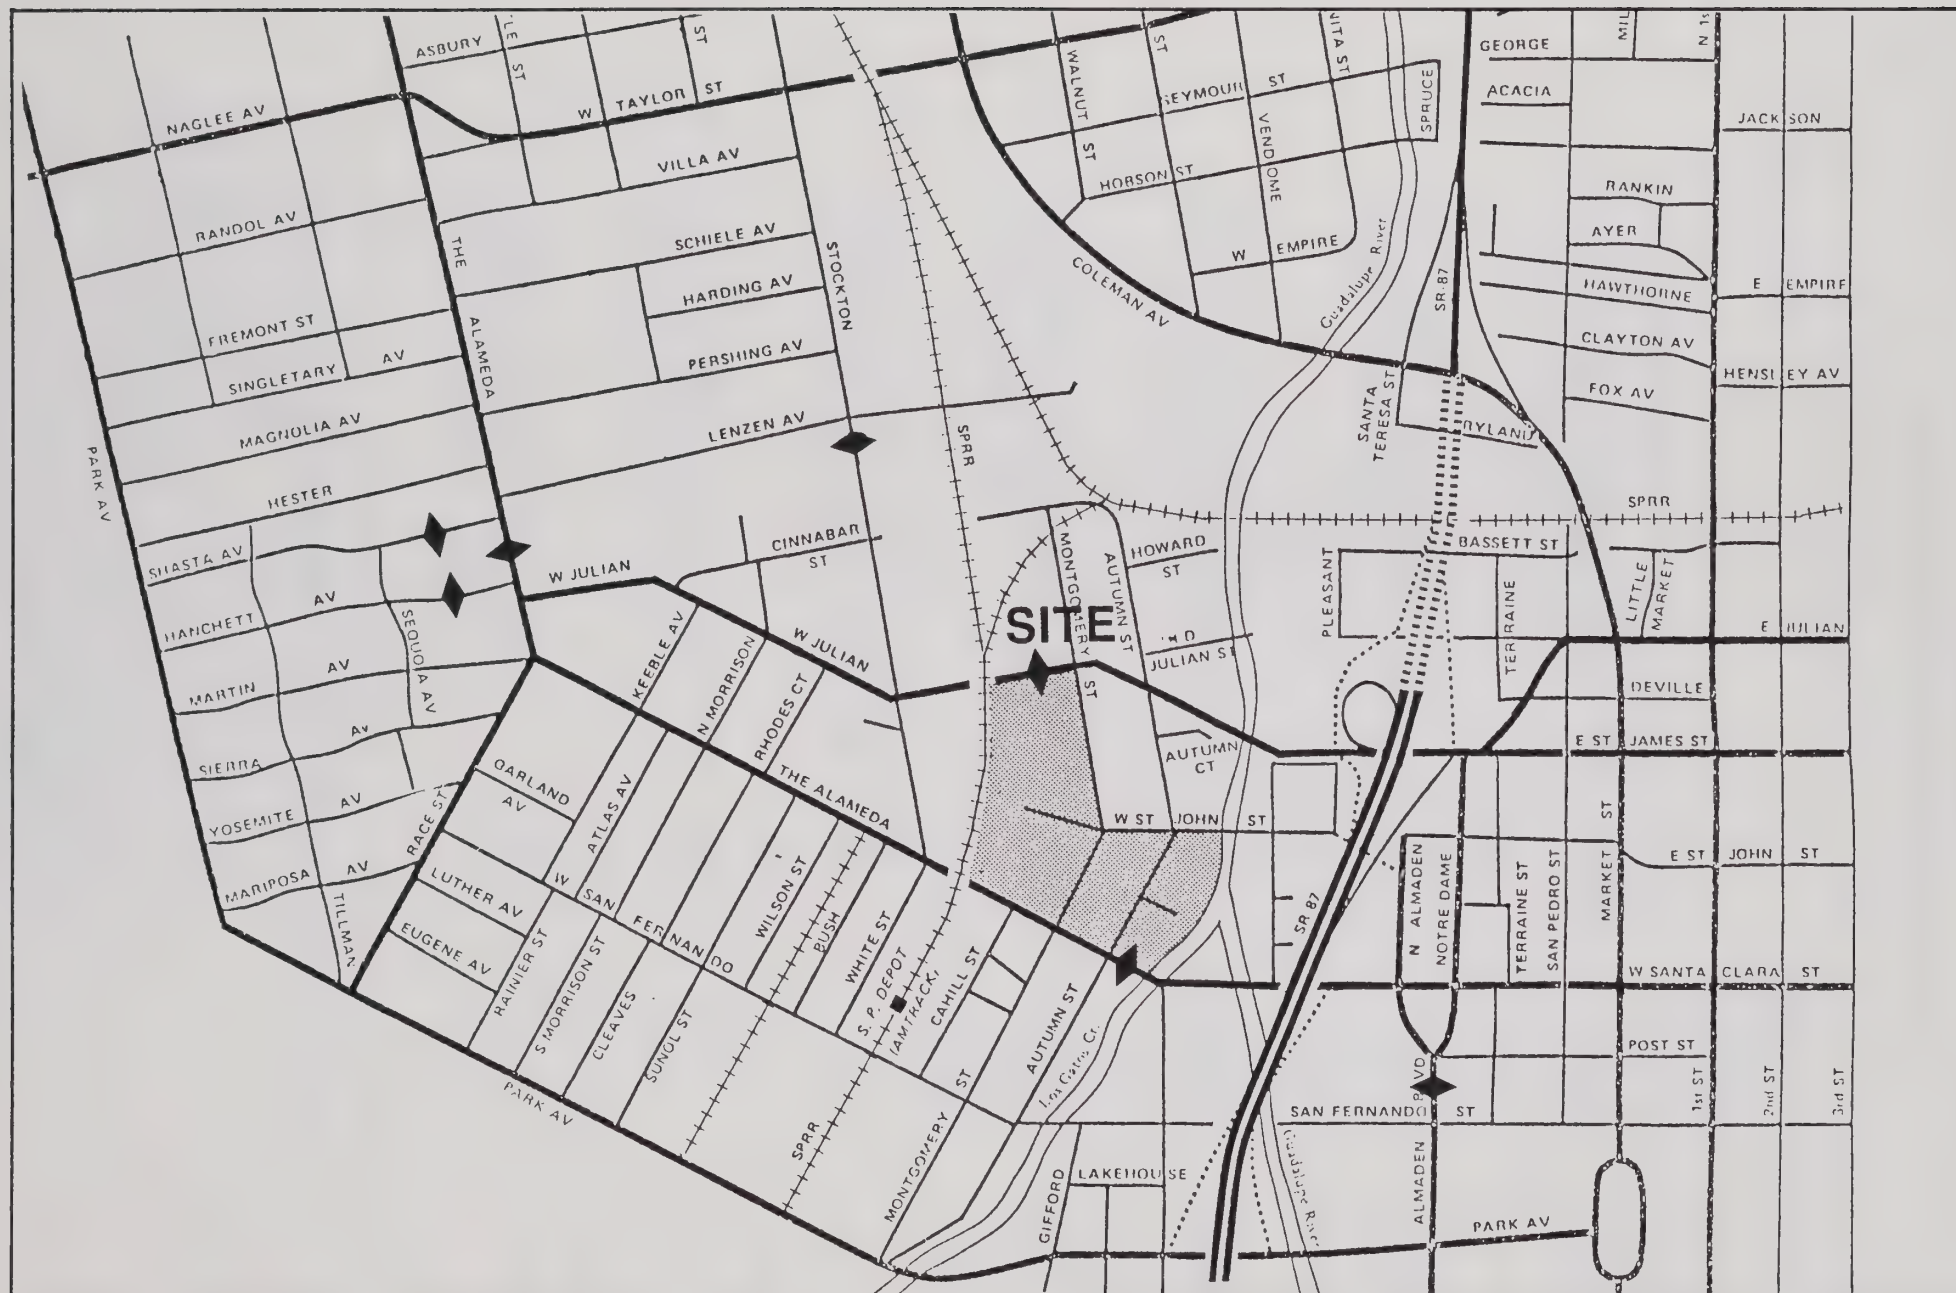 ASBURY
ST
ST
ST
GEORGE
NAGLEE AV
W TAYLOR ST
WALNUT ST
SEYMOUR ST
SPRUCE
ACACIA
JACKSON
VILLA AV
HOBSON ST
VENDOME
RANKIN
RANDOL AV
THE ALAMEDA
SCHIELE AV
STOCKTON
W EMPIRE
AYER
COLEMAN AV
Guadalupe River
SR 87
HARDING AV
HAWTHORNE
E EMPIRE
FREMONT ST
CLAYTON AV
SINGLETARY AV
PERSHING AV
HENSLEY AV
SANTA TERESA ST
FOX AV
MAGNOLIA AV
LENZEN AV
SPRR
RYLAND
PARK AV
HESTER
SPRR
SHASTA AV
CINNABAR ST
MONTGOMERY ST
AUTUMN ST
HOWARD ST
BASSETT ST
W JULIAN
PLEASANT
TERRAINE
LITTLE MARKET
HANCHETT AV
SEQUOIA AV
SITE
KEEBLE AV
N MORRISON
W JULIAN
JULIAN ST
E JULIAN
MARTIN AV
RHODES CT
DEVILLE
SIERRA AV
AUTUMN CT
E ST JAMES ST
GARLAND AV
ATLAS AV
THE ALAMEDA
YOSEMITE AV
RACE ST
W ST JOHN ST
MARKET ST
E ST JOHN ST
MARIPOSA AV
TILLMAN
LUTHER AV
W SAN FERNANDO
WILSON ST
BUSH
WHITE ST
N ALMADEN
NOTRE DAME
TERRAINE ST
SAN PEDRO ST
SR 87
EUGENE AV
RAINIER ST
S MORRISON ST
CLEAVES
SUNOL ST
S. P. DEPOT
(AMTRACK)
CAHILL ST
AUTUMN ST
Los Gatos Cr.
W SANTA CLARA ST
POST ST
1st ST
2nd ST
3rd ST
PARK AV
SPRR
MONTGOMERY ST
SAN FERNANDO ST
ALMADEN BLVD
GIFFORD
LAKEHOUSE
Guadalupe River
PARK AV